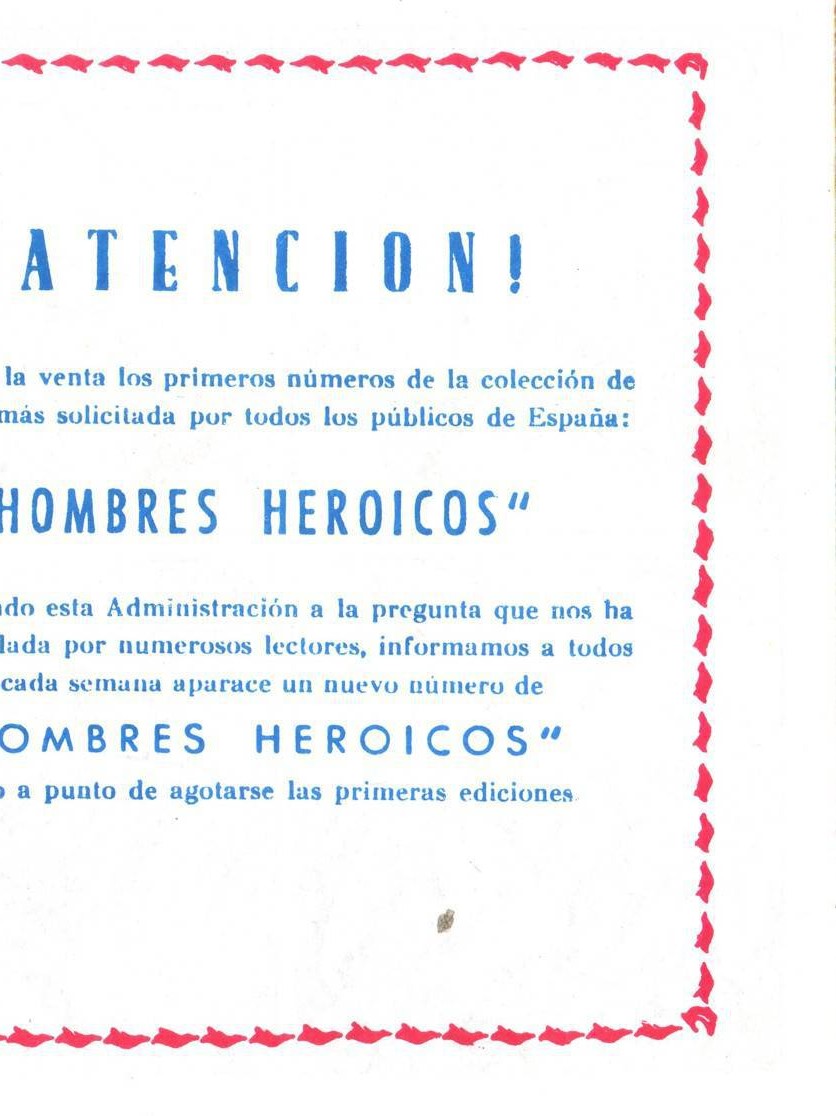 ATENCION!
la venta los primeros números de la colección de
más solicitada por todos los públicos de España:
HOMBRES HEROICOS"
do esta Administración a la pregunta que nos ha
lada por numerosos lectores, informamos a todos
cada semana aparace un nuevo número de
OMBRES HEROICOS"
o a punto de agotarse las primeras ediciones